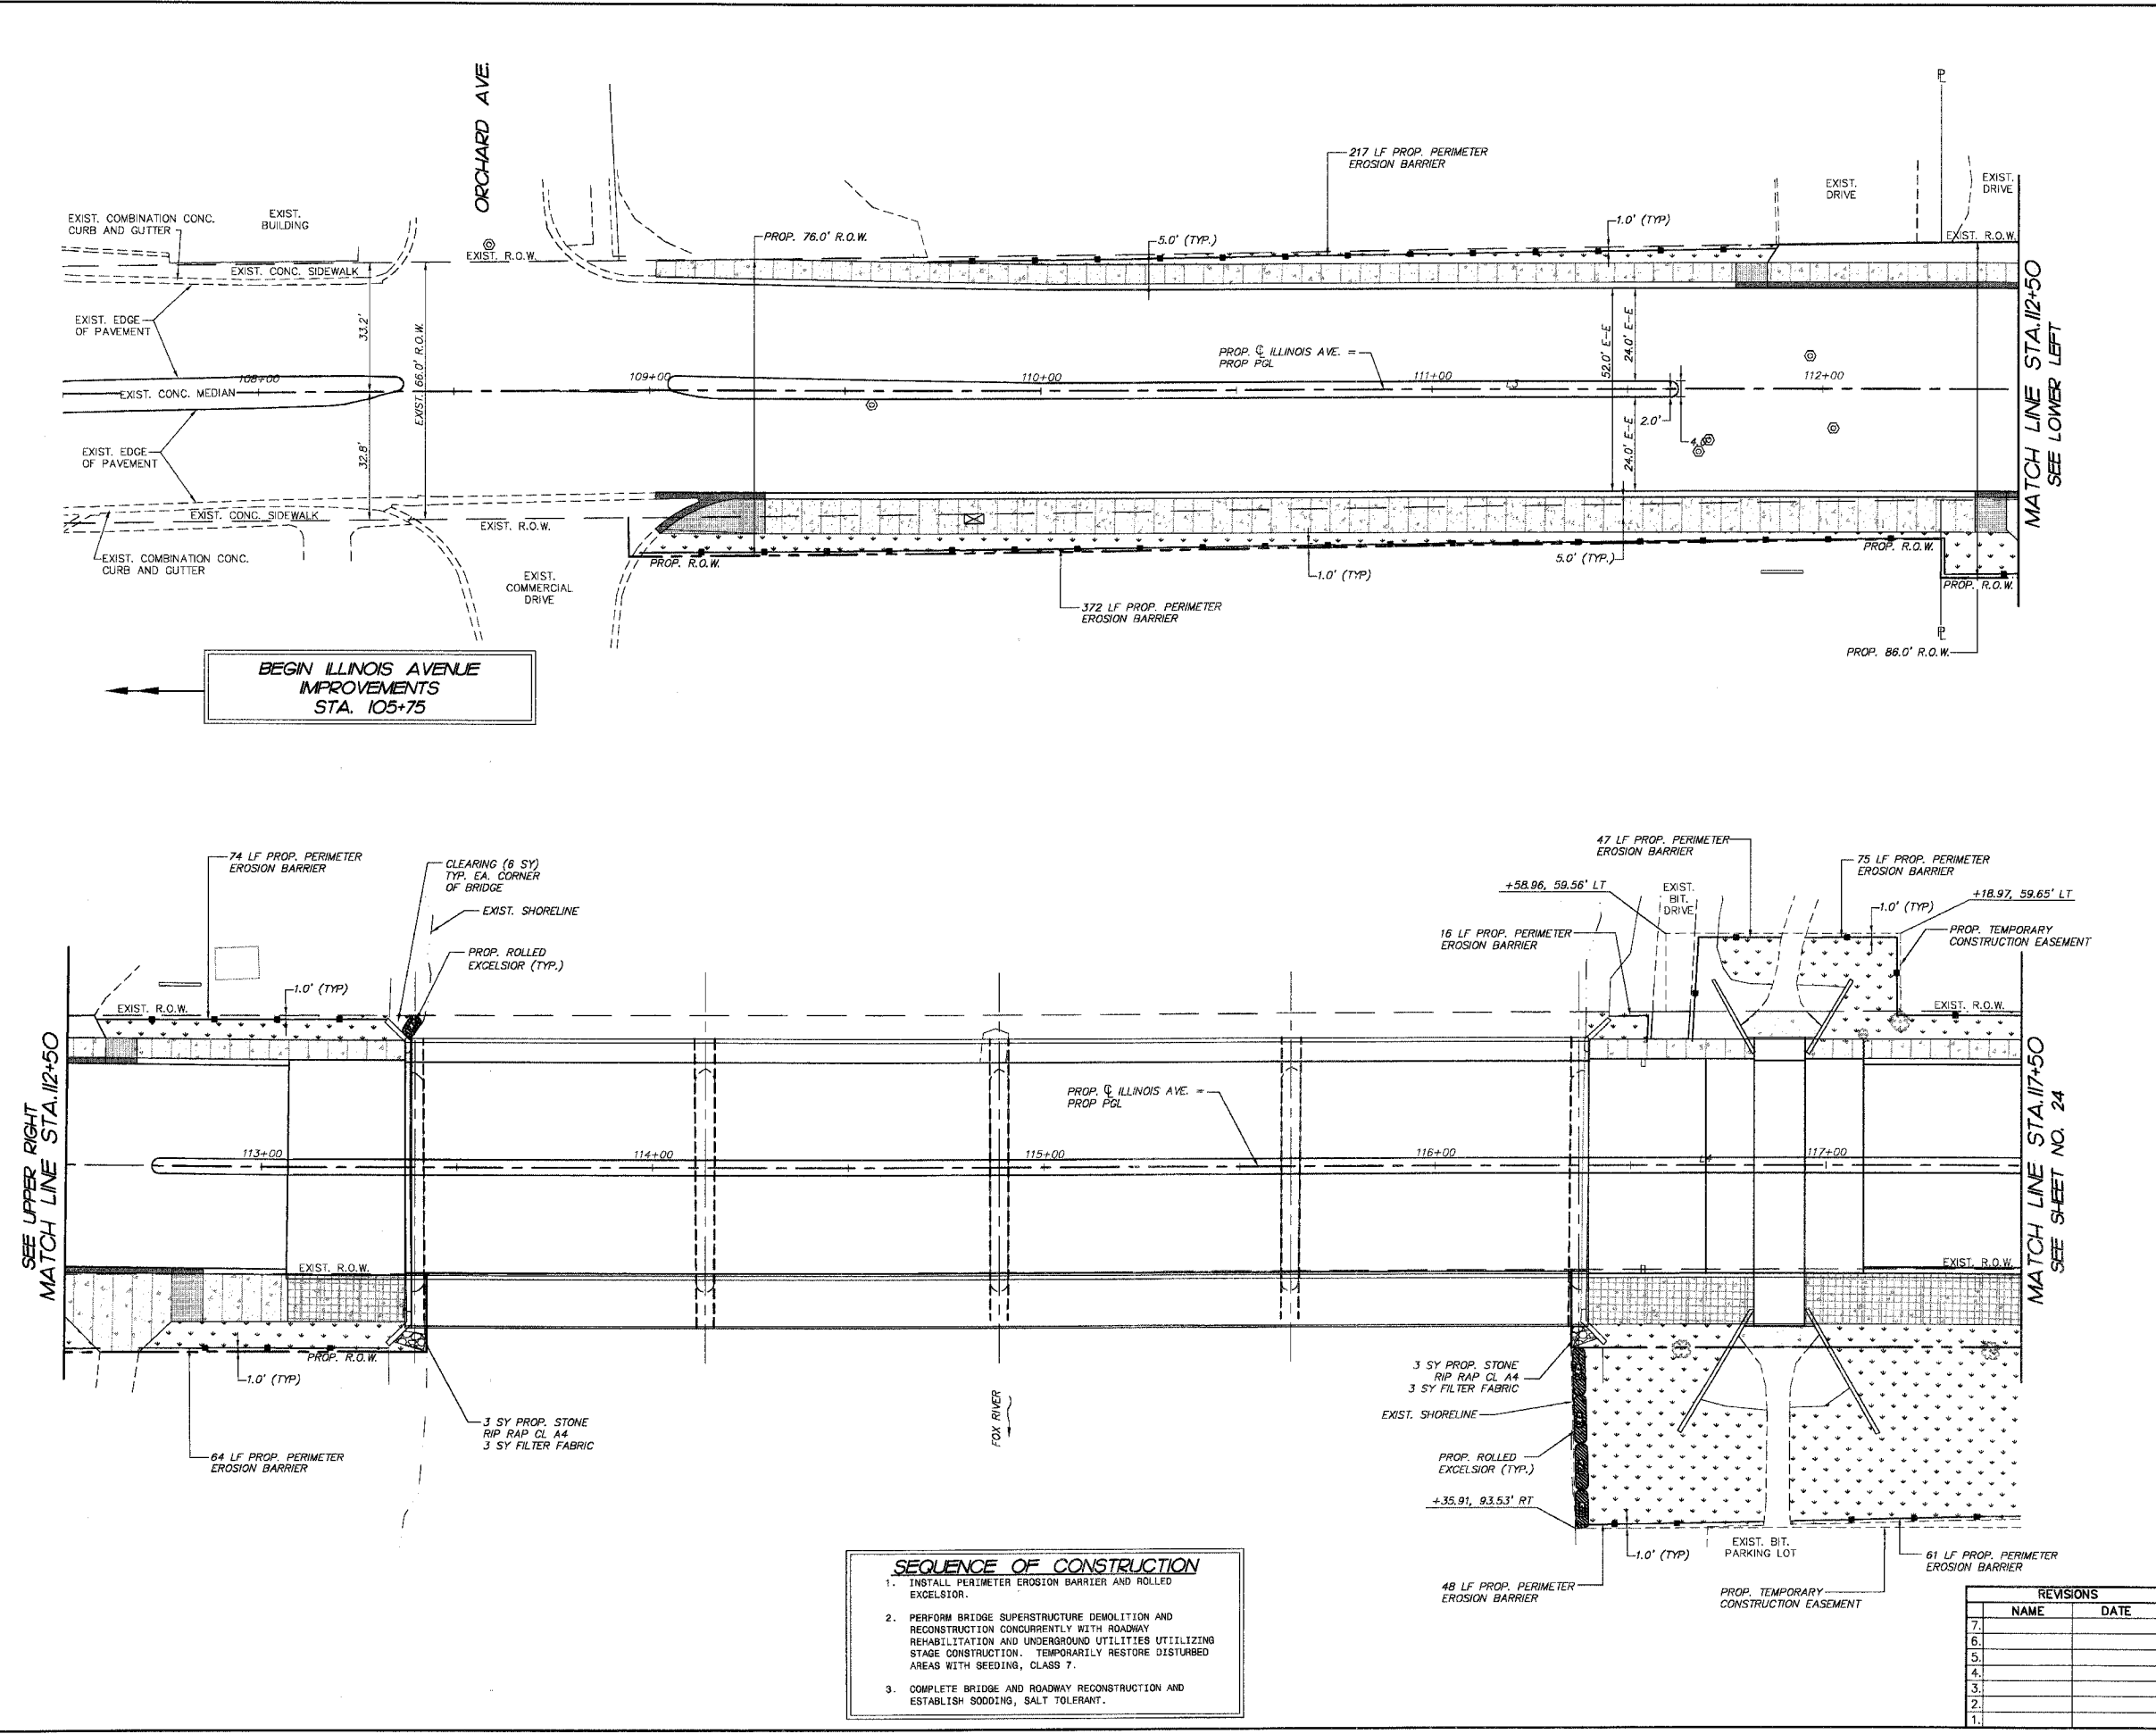 ORCHARD AVE.
EXIST. COMBINATION CONC.
CURB AND GUTTER
EXIST.
BUILDING
EXIST. R.O.W.
EXIST. CONC. SIDEWALK
PROP. 76.0' R.O.W.
5.0' (TYP.)
217 LF PROP. PERIMETER
EROSION BARRIER
1.0' (TYP)
EXIST.
DRIVE
EXIST.
DRIVE
EXIST. R.O.W.
EXIST. EDGE
OF PAVEMENT
33.2'
EXIST. 66.0' R.O.W.
108+00
EXIST. CONC. MEDIAN
109+00
110+00
PROP. ℄ ILLINOIS AVE. =
PROP PGL
111+00
L3
52.0' E-E
24.0' E-E
112+00
EXIST. EDGE
OF PAVEMENT
32.8'
24.0' E-E
2.0'
MATCH LINE STA.112+50
SEE LOWER LEFT
EXIST. CONC. SIDEWALK
EXIST. R.O.W.
EXIST. COMBINATION CONC.
CURB AND GUTTER
EXIST.
COMMERCIAL
DRIVE
PROP. R.O.W.
1.0' (TYP)
5.0' (TYP.)
PROP. R.O.W.
PROP. R.O.W.
372 LF PROP. PERIMETER
EROSION BARRIER
PROP. 86.0' R.O.W.
BEGIN ILLINOIS AVENUE
IMPROVEMENTS
STA. 105+75
74 LF PROP. PERIMETER
EROSION BARRIER
CLEARING (6 SY)
TYP. EA. CORNER
OF BRIDGE
EXIST. SHORELINE
PROP. ROLLED
EXCELSIOR (TYP.)
1.0' (TYP)
EXIST. R.O.W.
47 LF PROP. PERIMETER
EROSION BARRIER
75 LF PROP. PERIMETER
EROSION BARRIER
+58.96, 59.56' LT
EXIST.
BIT.
DRIVE
+18.97, 59.65' LT
1.0' (TYP)
16 LF PROP. PERIMETER
EROSION BARRIER
PROP. TEMPORARY
CONSTRUCTION EASEMENT
EXIST. R.O.W.
SEE UPPER RIGHT
MATCH LINE STA.112+50
113+00
114+00
115+00
PROP. ℄ ILLINOIS AVE. =
PROP PGL
116+00
L4
117+00
MATCH LINE STA.117+50
SEE SHEET NO. 24
EXIST. R.O.W.
EXIST. R.O.W.
PROP. R.O.W.
1.0' (TYP)
64 LF PROP. PERIMETER
EROSION BARRIER
3 SY PROP. STONE
RIP RAP CL A4
3 SY FILTER FABRIC
FOX RIVER
3 SY PROP. STONE
RIP RAP CL A4
3 SY FILTER FABRIC
EXIST. SHORELINE
PROP. ROLLED
EXCELSIOR (TYP.)
+35.91, 93.53' RT
1.0' (TYP)
EXIST. BIT.
PARKING LOT
48 LF PROP. PERIMETER
EROSION BARRIER
PROP. TEMPORARY
CONSTRUCTION EASEMENT
61 LF PROP. PERIMETER
EROSION BARRIER
SEQUENCE OF CONSTRUCTION
1. INSTALL PERIMETER EROSION BARRIER AND ROLLED
EXCELSIOR.
2. PERFORM BRIDGE SUPERSTRUCTURE DEMOLITION AND
RECONSTRUCTION CONCURRENTLY WITH ROADWAY
REHABILITATION AND UNDERGROUND UTILITIES UTIILIZING
STAGE CONSTRUCTION. TEMPORARILY RESTORE DISTURBED
AREAS WITH SEEDING, CLASS 7.
3. COMPLETE BRIDGE AND ROADWAY RECONSTRUCTION AND
ESTABLISH SODDING, SALT TOLERANT.
REVISIONS
NAME DATE
7.
6.
5.
4.
3.
2.
1.